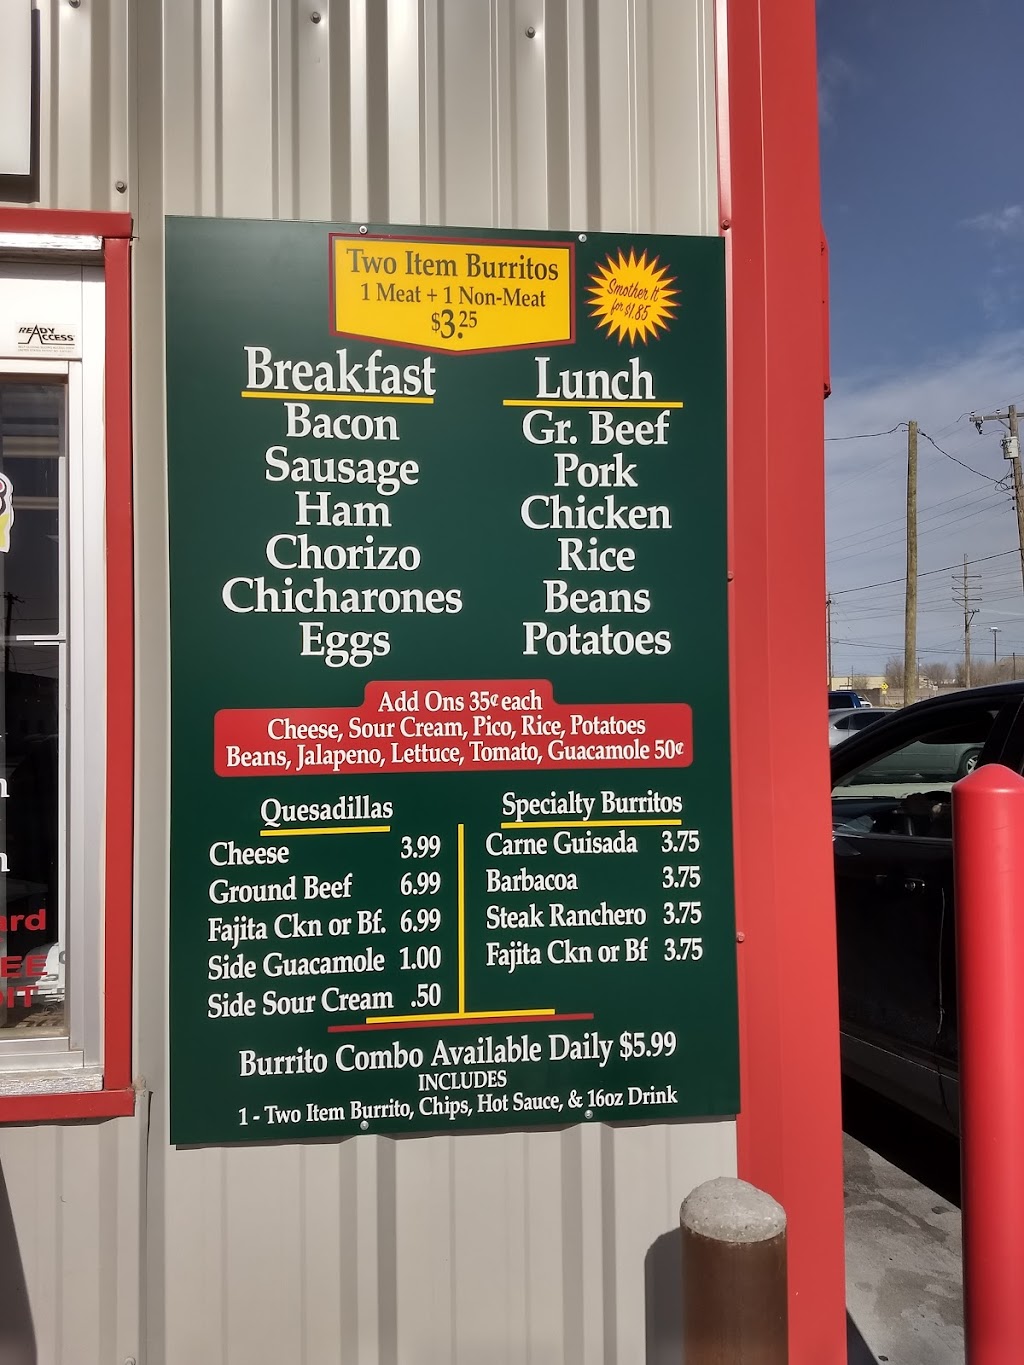 Two Item Burritos
1 Meat + 1 Non-Meat
$3.25
Smother It
for $1.85
Breakfast
Bacon
Sausage
Ham
Chorizo
Chicharones
Eggs
Lunch
Gr. Beef
Pork
Chicken
Rice
Beans
Potatoes
Add Ons 35¢ each
Cheese, Sour Cream, Pico, Rice, Potatoes
Beans, Jalapeno, Lettuce, Tomato, Guacamole 50¢
Quesadillas
Cheese 3.99
Ground Beef 6.99
Fajita Ckn or Bf. 6.99
Side Guacamole 1.00
Side Sour Cream .50
Specialty Burritos
Carne Guisada 3.75
Barbacoa 3.75
Steak Ranchero 3.75
Fajita Ckn or Bf 3.75
Burrito Combo Available Daily $5.99
INCLUDES
1 - Two Item Burrito, Chips, Hot Sauce, & 16oz Drink
READY
ACCESS